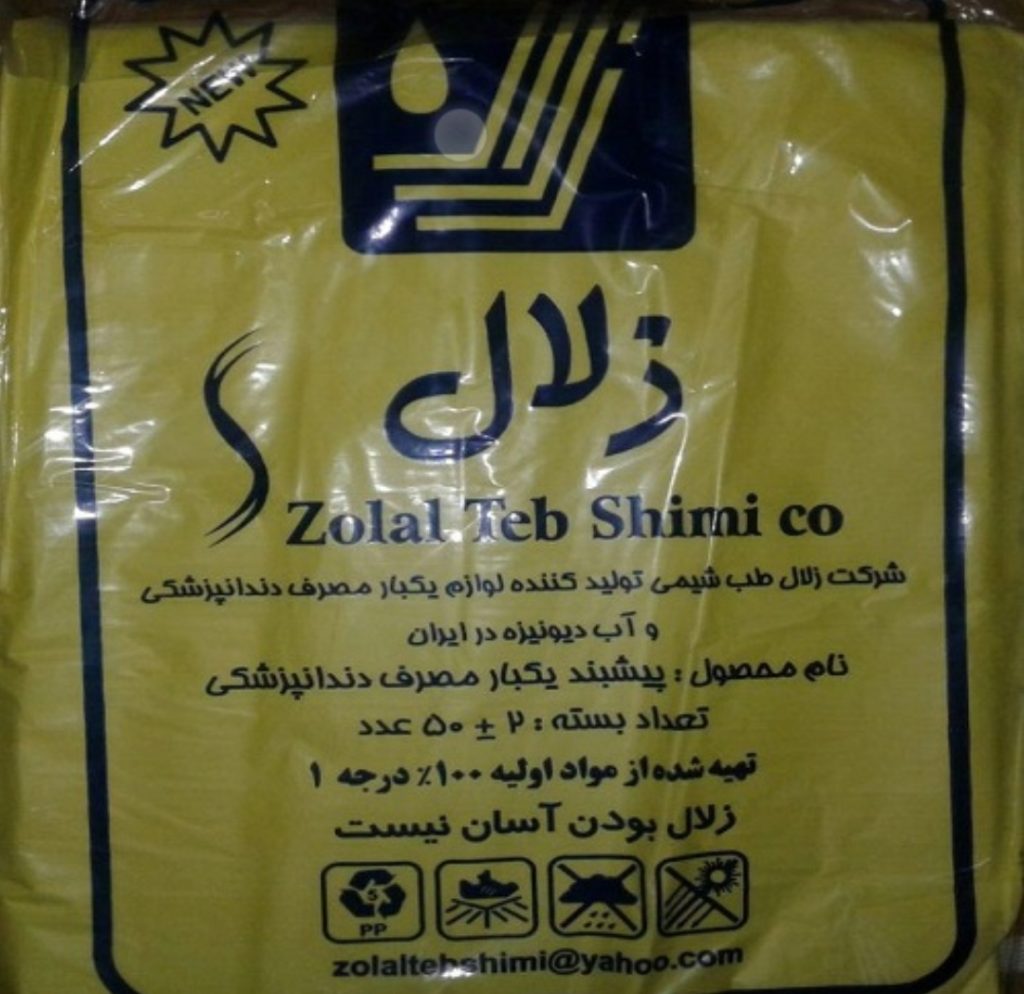 NEW
زلال
Zolal Teb Shimi co
شرکت زلال طب شیمی تولید کننده لوازم یکبار مصرف دندانپزشکی
و آب دیونیزه در ایران
نام محصول : پیشبند یکبار مصرف دندانپزشکی
تعداد بسته : ۲ ± ۵۰ عدد
تهیه شده از مواد اولیه ۱۰۰٪ درجه ۱
زلال بودن آسان نیست
5
PP
zolaltebshimi@yahoo.com